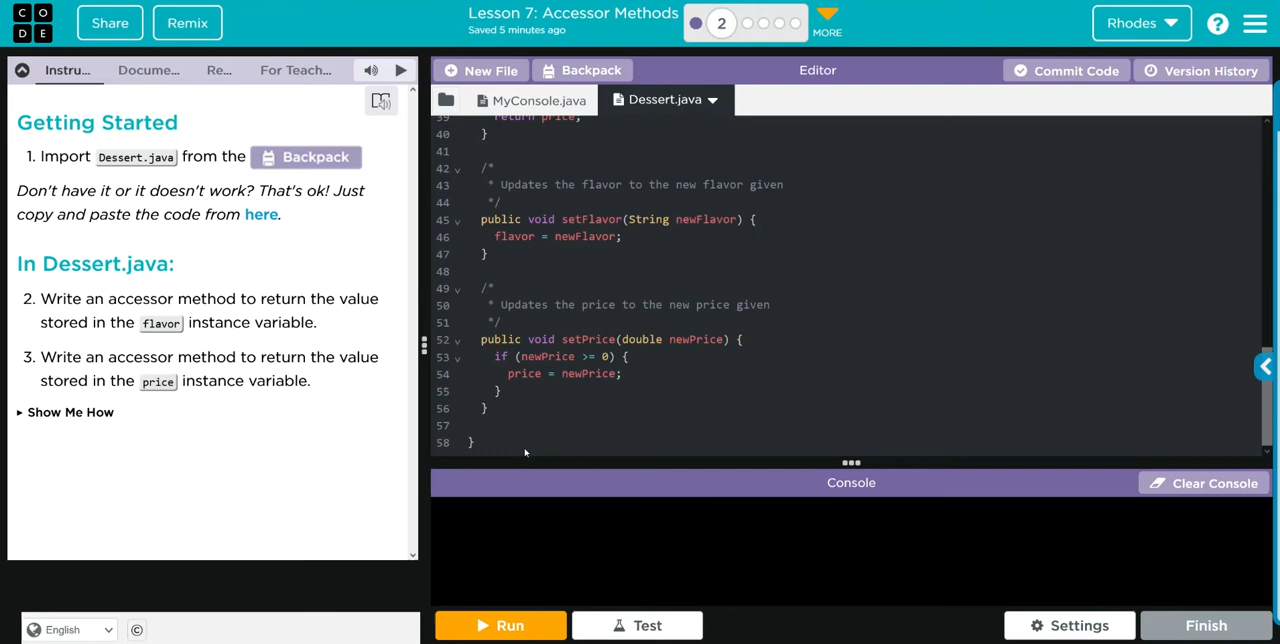 CO
DE
Share
Remix
Lesson 7: Accessor Methods
Saved 5 minutes ago
2
MORE
Rhodes
?
Instru...
Docume...
Re...
For Teach...
New File
Backpack
Editor
Commit Code
Version History
MyConsole.java
Dessert.java
Getting Started
1. Import Dessert.java from the Backpack
Don't have it or it doesn't work? That's ok! Just
copy and paste the code from here.
In Dessert.java:
2. Write an accessor method to return the value
stored in the flavor instance variable.
3. Write an accessor method to return the value
stored in the price instance variable.
Show Me How
39 return price;
40 }
41
42 /*
43 * Updates the flavor to the new flavor given
44 */
45 public void setFlavor(String newFlavor) {
46 flavor = newFlavor;
47 }
48
49 /*
50 * Updates the price to the new price given
51 */
52 public void setPrice(double newPrice) {
53 if (newPrice >= 0) {
54 price = newPrice;
55 }
56 }
57
58 }
Console
Clear Console
English
©
Run
Test
Settings
Finish